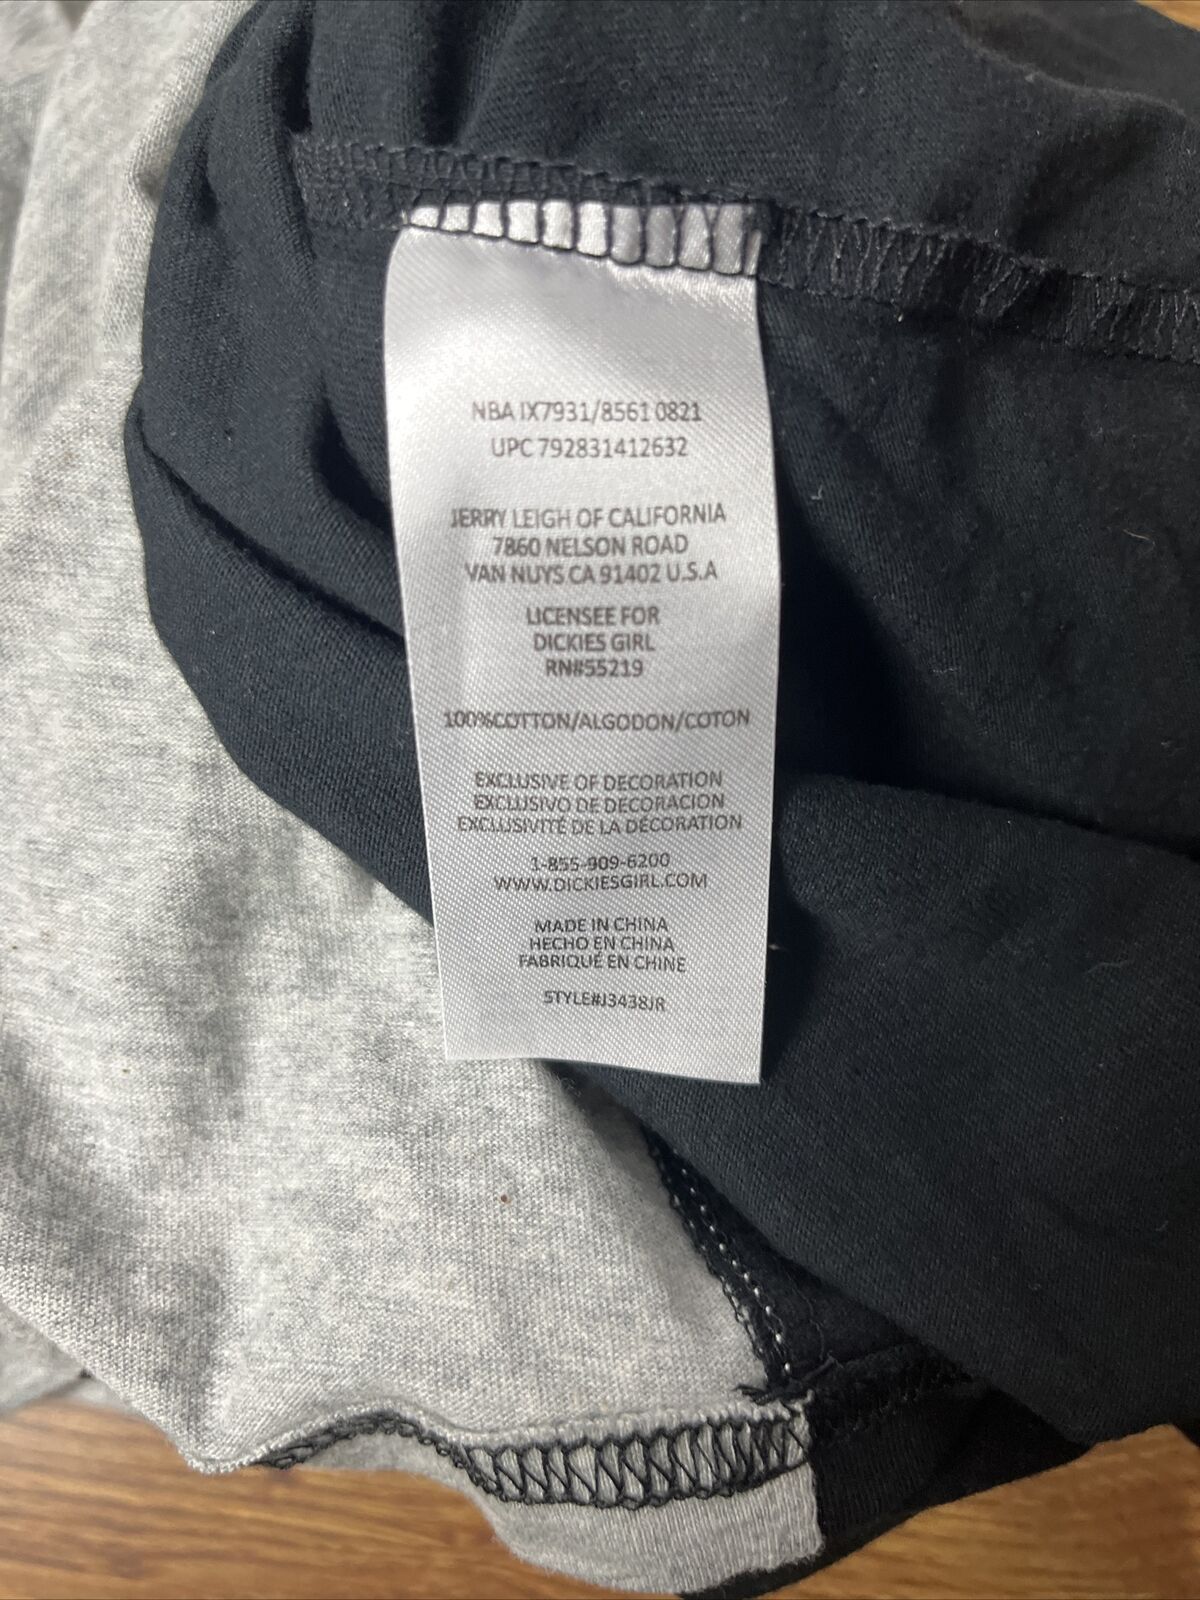 NBA IX7931/8561 0821
UPC 792831412632
JERRY LEIGH OF CALIFORNIA
7860 NELSON ROAD
VAN NUYS CA 91402 U.S.A
LICENSEE FOR
DICKIES GIRL
RN#55219
100%COTTON/ALGODON/COTON
EXCLUSIVE OF DECORATION
EXCLUSIVO DE DECORACION
EXCLUSIVITÉ DE LA DÉCORATION
1-855-909-6200
WWW.DICKIESGIRL.COM
MADE IN CHINA
HECHO EN CHINA
FABRIQUÉ EN CHINE
STYLE#J3438JR